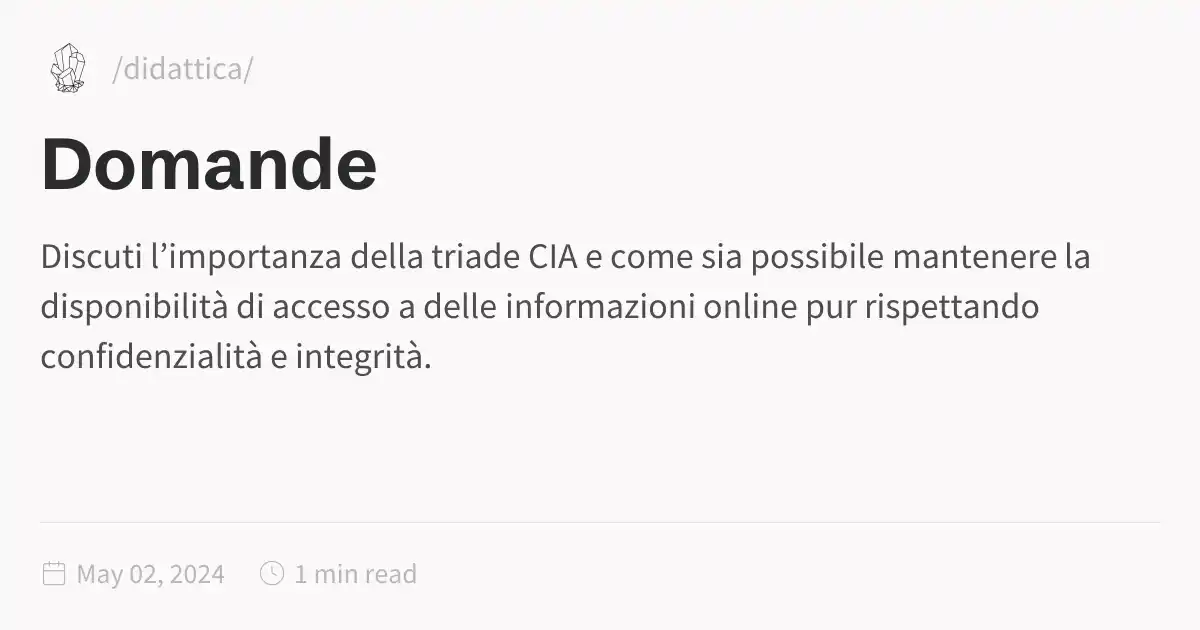 /didattica/
Domande
Discuti l’importanza della triade CIA e come sia possibile mantenere la
disponibilità di accesso a delle informazioni online pur rispettando
confidenzialità e integrità.
May 02, 2024 1 min read